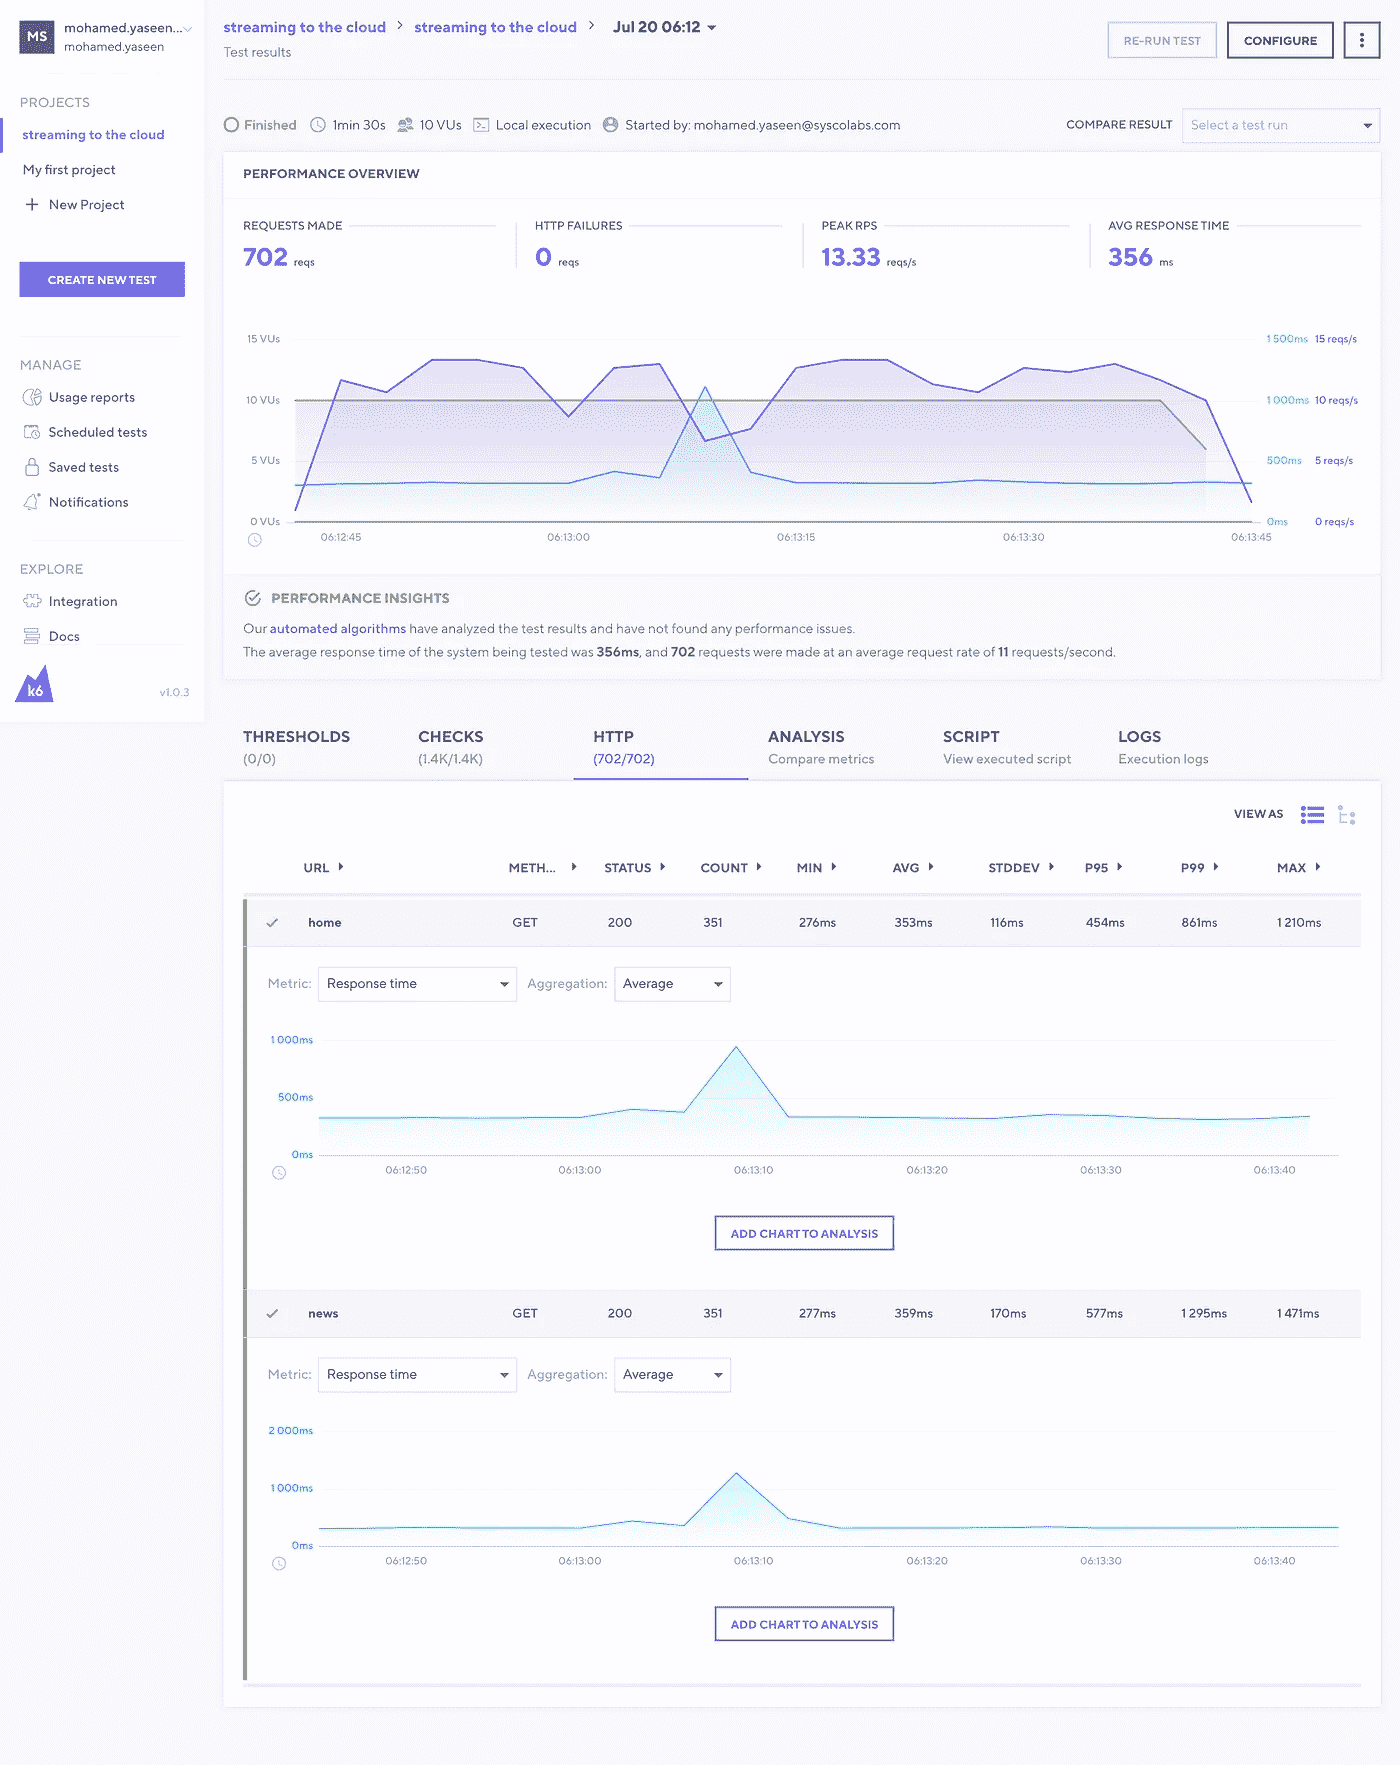 MS
mohamed.yaseen...
mohamed.yaseen
PROJECTS
streaming to the cloud
My first project
New Project
CREATE NEW TEST
MANAGE
Usage reports
Scheduled tests
Saved tests
Notifications
EXPLORE
Integration
Docs
k6
v1.0.3
streaming to the cloud > streaming to the cloud > Jul 20 06:12
Test results
RE-RUN TEST
CONFIGURE
Finished 1min 30s 10 VUs Local execution Started by: mohamed.yaseen@syscolabs.com
COMPARE RESULT Select a test run
PERFORMANCE OVERVIEW
REQUESTS MADE HTTP FAILURES PEAK RPS AVG RESPONSE TIME
702 reqs 0 reqs 13.33 reqs/s 356 ms
15 VUs 1 500ms 15 reqs/s
10 VUs 1 000ms 10 reqs/s
5 VUs 500ms 5 reqs/s
0 VUs 0ms 0 reqs/s
06:12:45 06:13:00 06:13:15 06:13:30 06:13:45
PERFORMANCE INSIGHTS
Our automated algorithms have analyzed the test results and have not found any performance issues.
The average response time of the system being tested was 356ms, and 702 requests were made at an average request rate of 11 requests/second.
THRESHOLDS CHECKS HTTP ANALYSIS SCRIPT LOGS
(0/0) (1.4K/1.4K) (702/702) Compare metrics View executed script Execution logs
VIEW AS
URL METH... STATUS COUNT MIN AVG STDDEV P95 P99 MAX
home GET 200 351 276ms 353ms 116ms 454ms 861ms 1 210ms
Metric: Response time Aggregation: Average
1 000ms
500ms
0ms
06:12:50 06:13:00 06:13:10 06:13:20 06:13:30 06:13:40
ADD CHART TO ANALYSIS
news GET 200 351 277ms 359ms 170ms 577ms 1 295ms 1 471ms
Metric: Response time Aggregation: Average
2 000ms
1 000ms
0ms
06:12:50 06:13:00 06:13:10 06:13:20 06:13:30 06:13:40
ADD CHART TO ANALYSIS